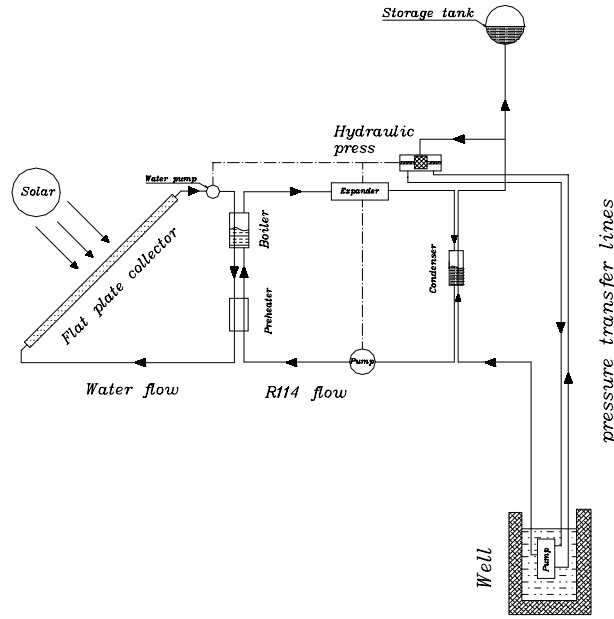 Storage tank
Hydraulic
press
Water pump
Solar
Expander
Boiler
Flat plate collector
Condenser
Preheater
Pump
Water flow
R114 flow
pressure transfer lines
Well
Pump